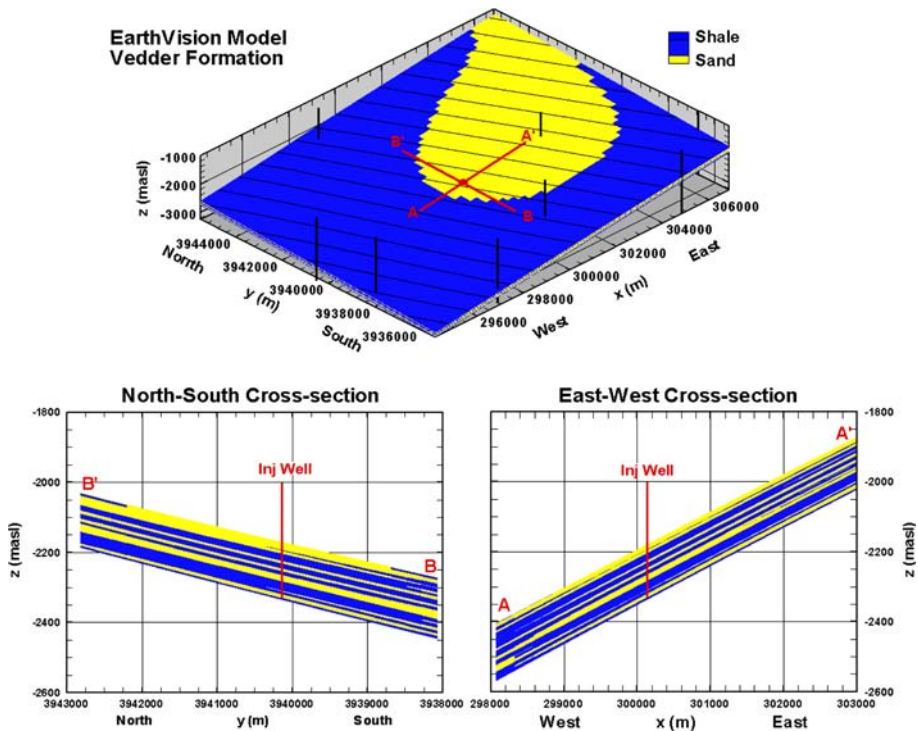 EarthVision Model
Vedder Formation
Shale
Sand
B'
A'
A
B
-1000
-2000
-3000
z (masl)
3944000
3942000
3940000
3938000
3936000
North
y (m)
South
296000
298000
300000
302000
304000
306000
West
x (m)
East
North-South Cross-section
-1800
-2000
-2200
-2400
-2600
z (masl)
B'
Inj Well
B
3943000
3942000
3941000
3940000
3939000
3938000
North
y (m)
South
East-West Cross-section
-1800
-2000
-2200
-2400
-2600
z (masl)
A'
Inj Well
A
298000
299000
300000
301000
302000
303000
West
x (m)
East